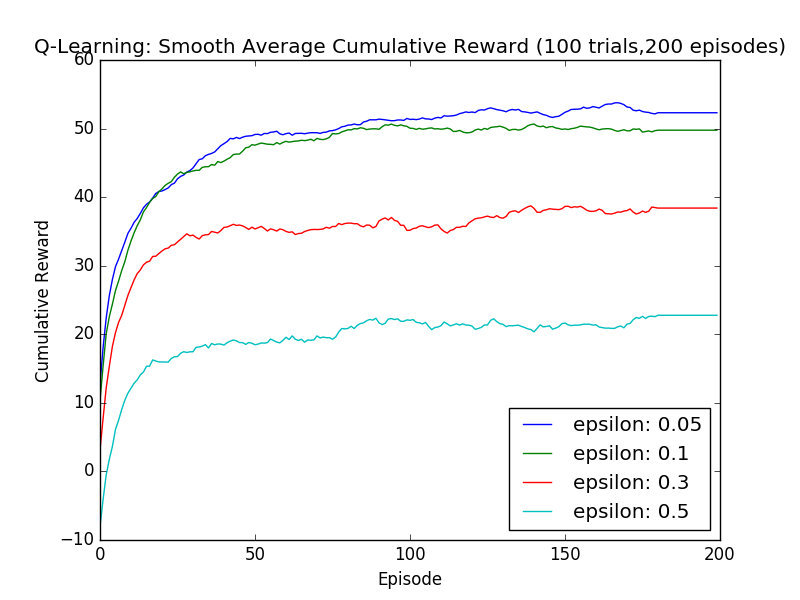 Q-Learning: Smooth Average Cumulative Reward (100 trials,200 episodes)
60
50
40
30
20
10
0
−10
Cumulative Reward
epsilon: 0.05
epsilon: 0.1
epsilon: 0.3
epsilon: 0.5
0 50 100 150 200
Episode